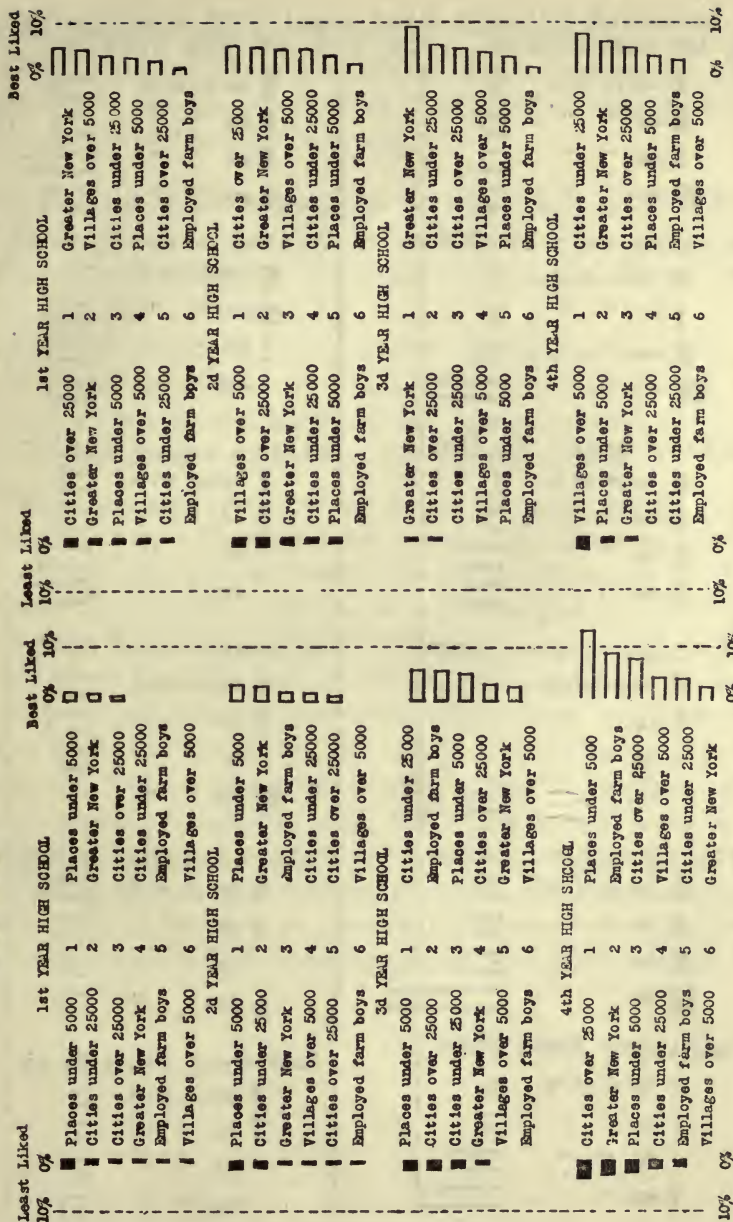 Least Liked Best Liked
10% 0% 1st YEAR HIGH SCHOOL 0% 10%
Places under 5000 1 Places under 5000
Cities under 25000 2 Greater New York
Cities over 25000 3 Cities over 25000
Greater New York 4 Cities under 25000
Employed farm boys 5 Employed farm boys
Villages over 5000 6 Villages over 5000
2d YEAR HIGH SCHOOL
Places under 5000 1 Places under 5000
Cities under 25000 2 Greater New York
Greater New York 3 Employed farm boys
Villages over 5000 4 Cities under 25000
Cities over 25000 5 Cities over 25000
Employed farm boys 6 Villages over 5000
3d YEAR HIGH SCHOOL
Places under 5000 1 Cities under 25000
Cities over 25000 2 Employed farm boys
Cities under 25000 3 Places under 5000
Greater New York 4 Cities over 25000
Villages over 5000 5 Greater New York
Employed farm boys 6 Villages over 5000
4th YEAR HIGH SHCOOL
Cities over 25000 1 Places under 5000
Greater New York 2 Employed farm boys
Places under 5000 3 Cities over 25000
Cities under 25000 4 Villages over 5000
Employed farm boys 5 Cities under 25000
Villages over 5000 6 Greater New York
10% 0% 0% 10%
Least Liked Best Liked
10% 0% 1st YEAR HIGH SCHOOL 0% 10%
Cities over 25000 1 Greater New York
Greater New York 2 Villages over 5000
Places under 5000 3 Cities under 25000
Villages over 5000 4 Places under 5000
Cities under 25000 5 Cities over 25000
Employed farm bpys 6 Employed farm boys
2d YEAR HIGH SCHOOL
Villages over 5000 1 Cities over 25000
Cities over 25000 2 Greater New York
Greater New York 3 Villages over 5000
Cities under 25000 4 Cities under 25000
Places under 5000 5 Places under 5000
Employed farm boys 6 Employed farm boys
3d YEAR HIGH SCHOOL
Greater New York 1 Greater New York
Cities over 25000 2 Cities under 25000
Cities under 25000 3 Cities over 25000
Villages over 5000 4 Villages over 5000
Places under 5000 5 Places under 5000
Employed farm boys 6 Employed farm boys
4th YEAR HIGH SCHOOL
Villages over 5000 1 Cities under 25000
Places under 5000 2 Greater New York
Greater New York 3 Cities over 25000
Cities over 25000 4 Places under 5000
Cities under 25000 5 Employed farm boys
Employed farm boys 6 Villages over 5000
10% 0% 0% 10%